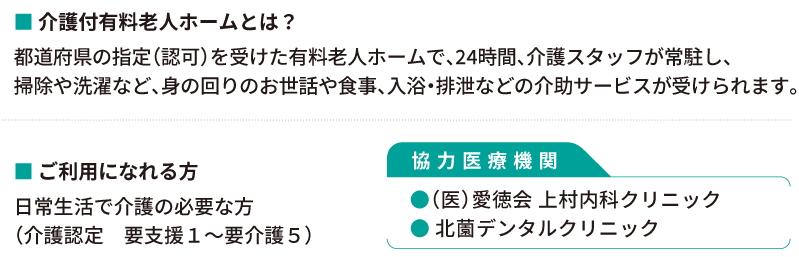 ■ 介護付有料老人ホームとは？
都道府県の指定（認可）を受けた有料老人ホームで、24時間、介護スタッフが常駐し、
掃除や洗濯など、身の回りのお世話や食事、入浴・排泄などの介助サービスが受けられます。
■ ご利用になれる方
日常生活で介護の必要な方
（介護認定　要支援１～要介護５）
協力医療機関
●（医）愛徳会 上村内科クリニック
● 北薗デンタルクリニック